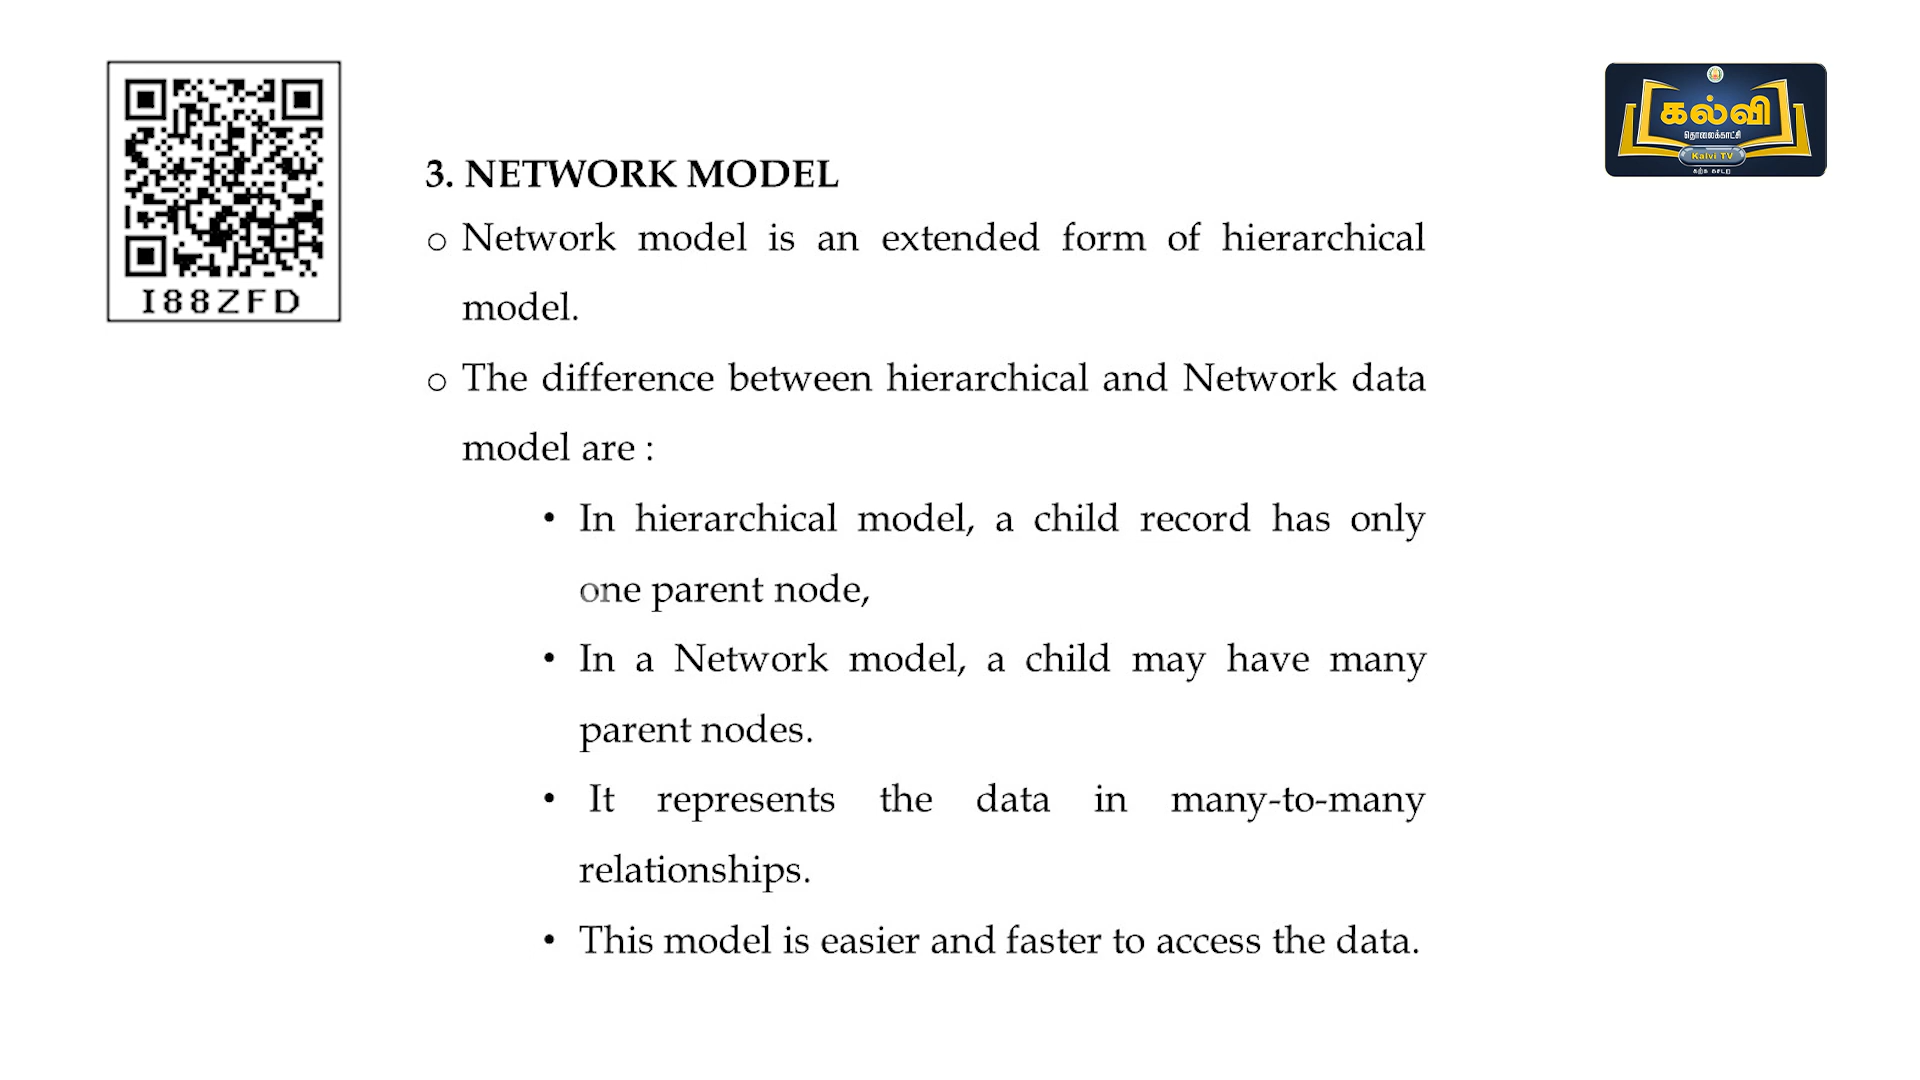 I88ZFD
கல்வி
தொலைக்காட்சி
Kalvi TV
கற்க கசடற
3. NETWORK MODEL
o Network model is an extended form of hierarchical
model.
o The difference between hierarchical and Network data
model are :
• In hierarchical model, a child record has only
one parent node,
• In a Network model, a child may have many
parent nodes.
• It represents the data in many-to-many
relationships.
• This model is easier and faster to access the data.